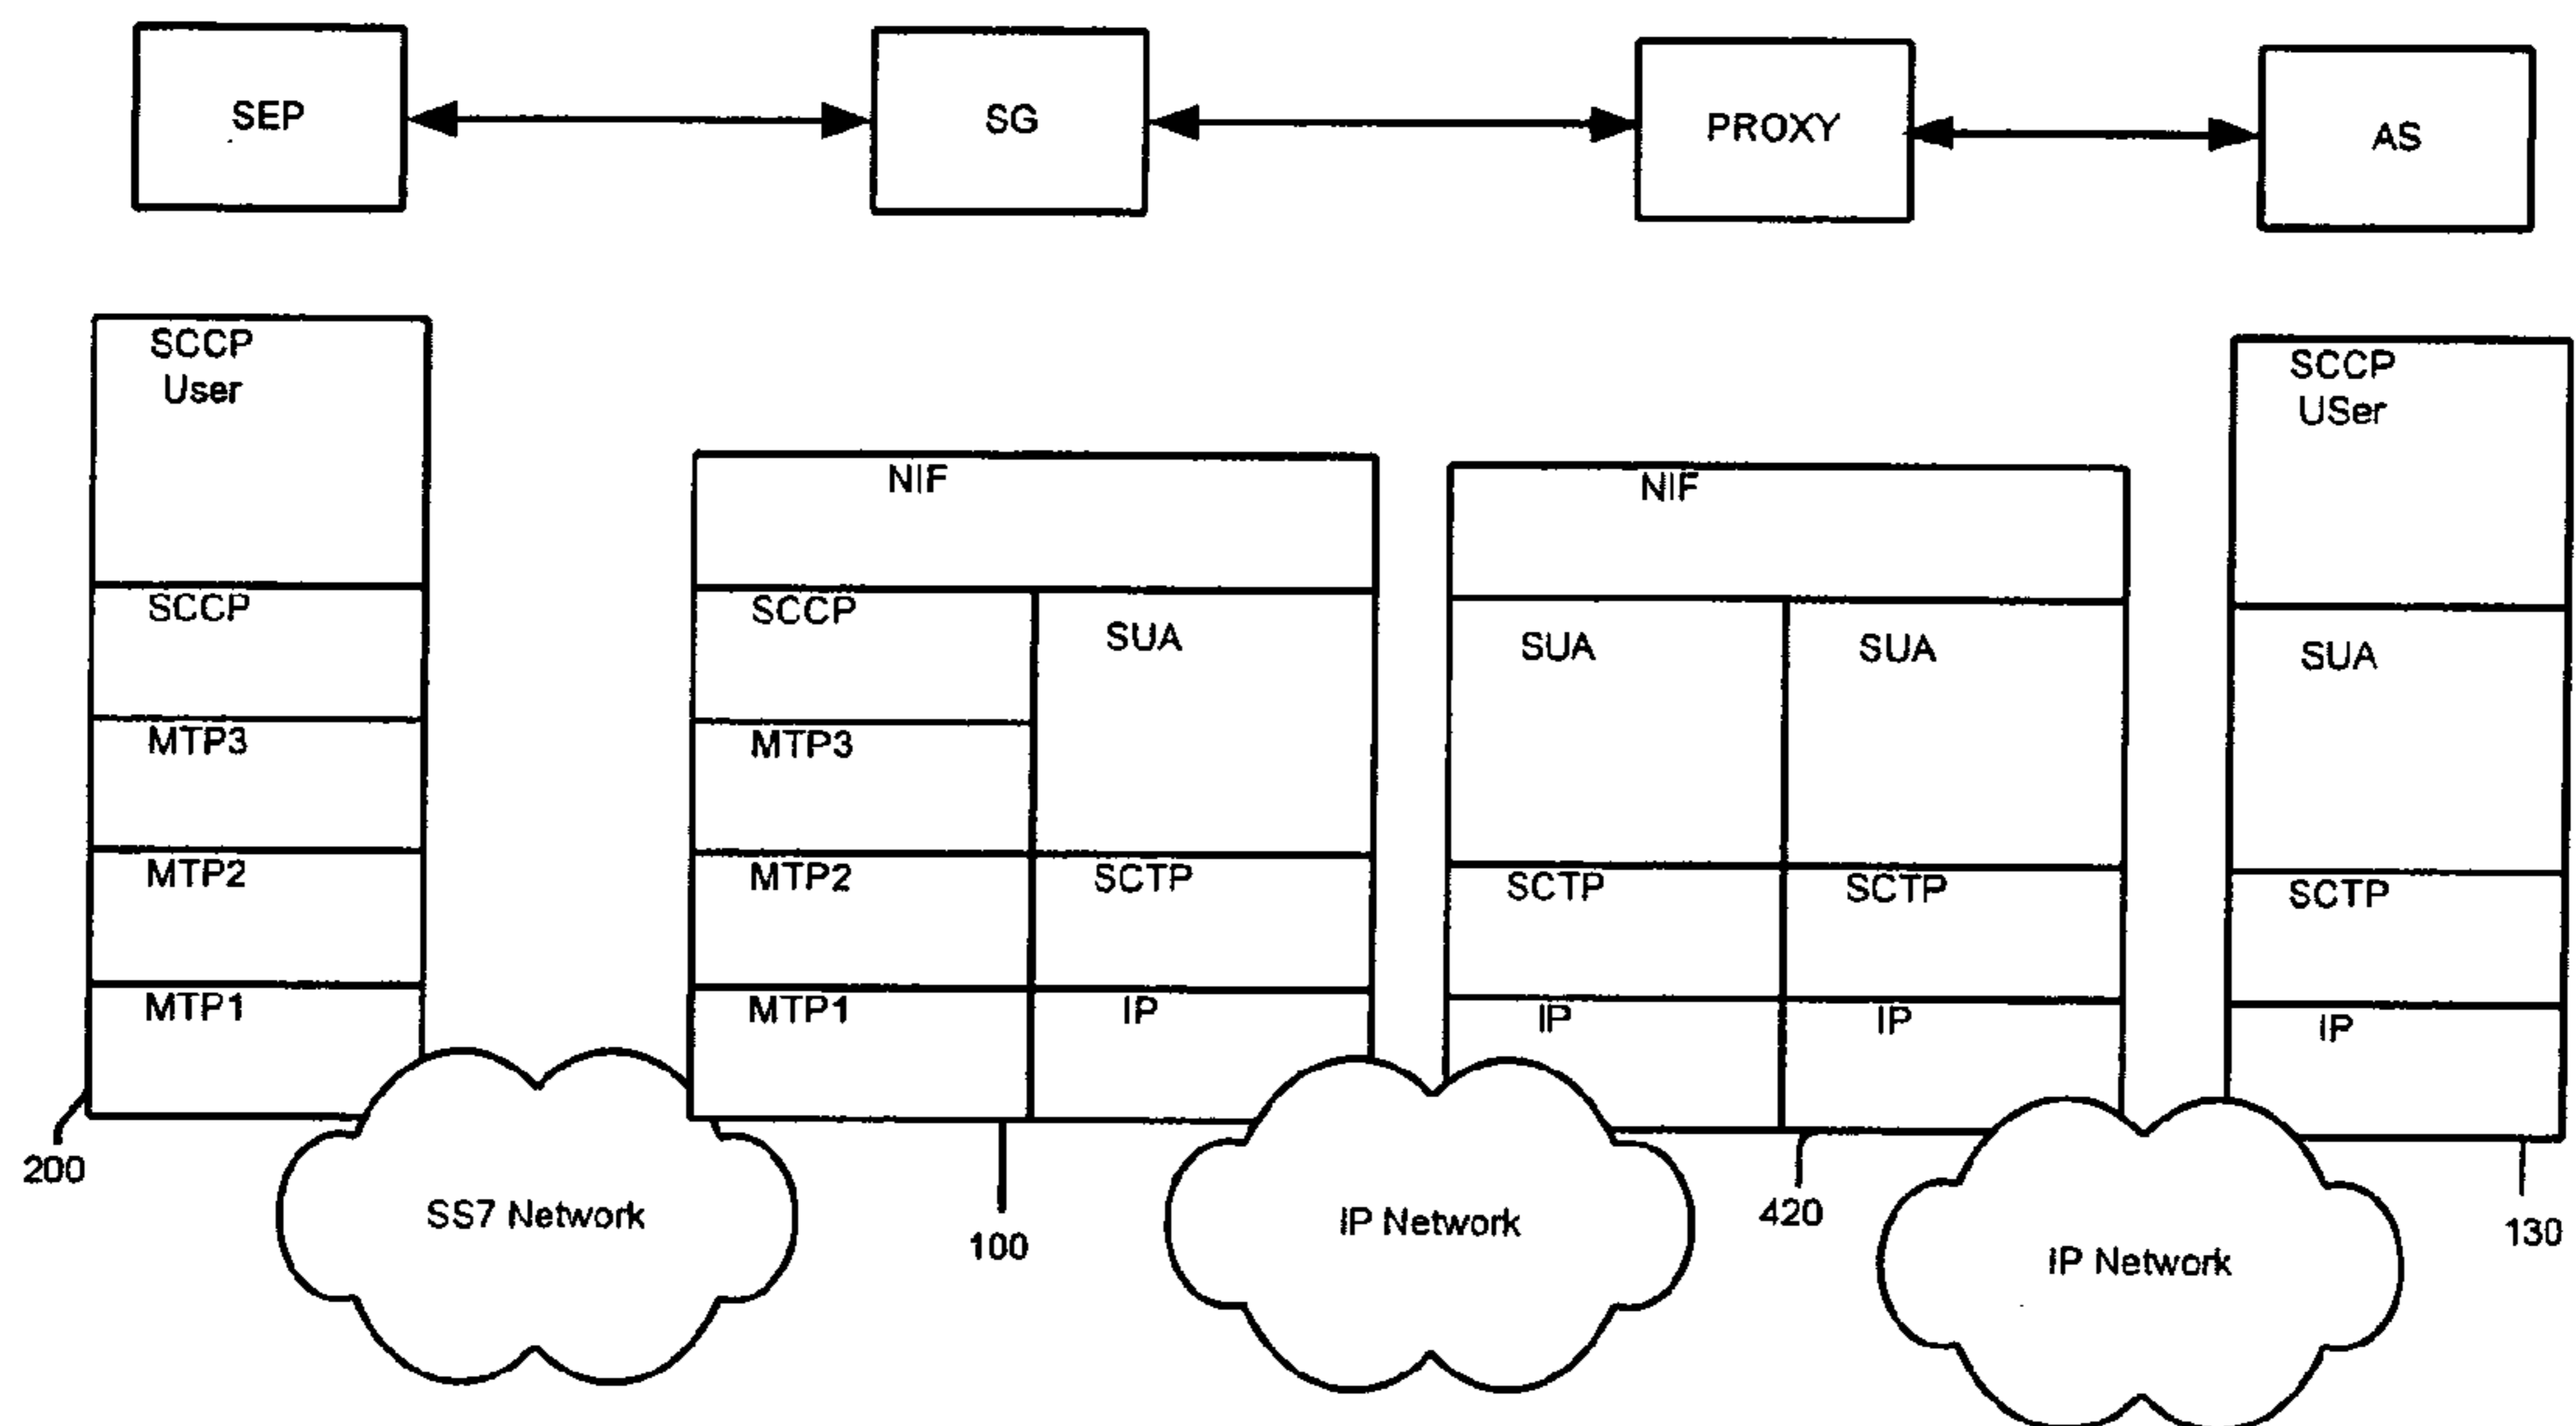 SEP
SG
PROXY
AS
SCCP
User
SCCP
MTP3
MTP2
MTP1
200
NIF
SCCP
MTP3
MTP2
MTP1
SUA
SCTP
IP
100
NIF
SUA
SCTP
IP
SUA
SCTP
IP
420
SCCP
USer
SUA
SCTP
IP
130
SS7 Network
IP Network
IP Network